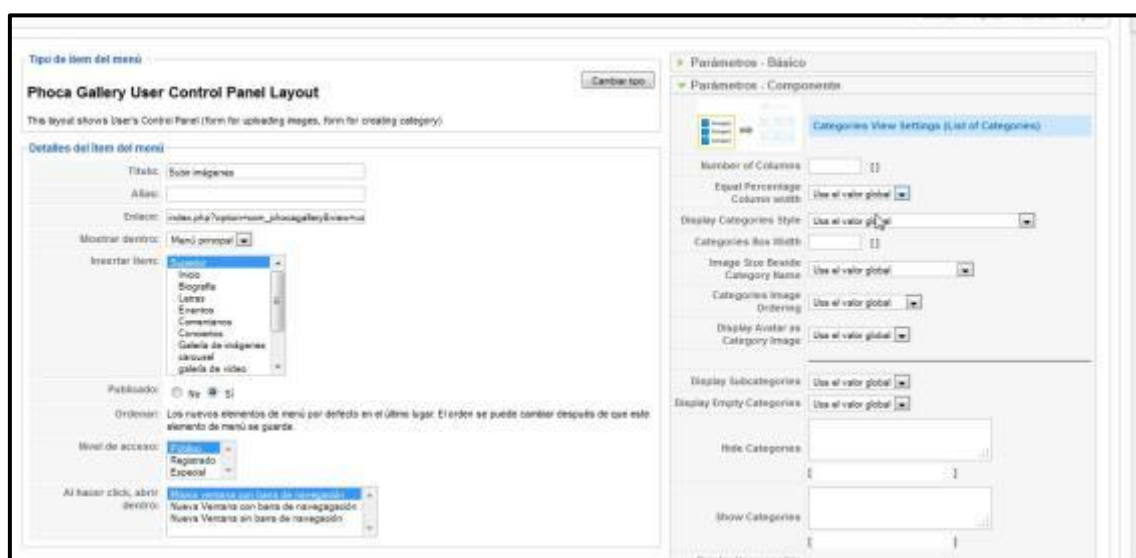 Tipo de ítem del menú
Cambiar tipo
Phoca Gallery User Control Panel Layout
This layout shows User's Control Panel (form for uploading images, form for creating category)
Detalles del ítem del menú
Título: Subir imágenes
Alias:
Enlace: index.php?option=com_phocagallery&view=us
Mostrar dentro: Menú principal
Insertar ítem: Superior
Inicio
Biografía
Letras
Eventos
Comentarios
Conciertos
Galería de imágenes
carousel
galería de vídeo
Publicado: No Sí
Ordenar: Los nuevos elementos de menú por defecto en el último lugar. El orden se puede cambiar después de que este
elemento de menú se guarde.
Nivel de acceso: Público
Registrado
Especial
Al hacer click, abrir
dentro:
Misma ventana con barra de navegación
Nueva Ventana con barra de navegagación
Nueva Ventana sin barra de navegación
Parámetros - Básico
Parámetros - Componente
Categories View Settings (List of Categories)
Number of Columns []
Equal Percentage
Column width
Use el valor global
Display Categories Style Use el valor global
Categories Box Width []
Image Size Beside
Category Name
Use el valor global
Categories Image
Ordering
Use el valor global
Display Avatar as
Category Image
Use el valor global
Display Subcategories Use el valor global
Display Empty Categories Use el valor global
Hide Categories
[ ]
Show Categories
[ ]